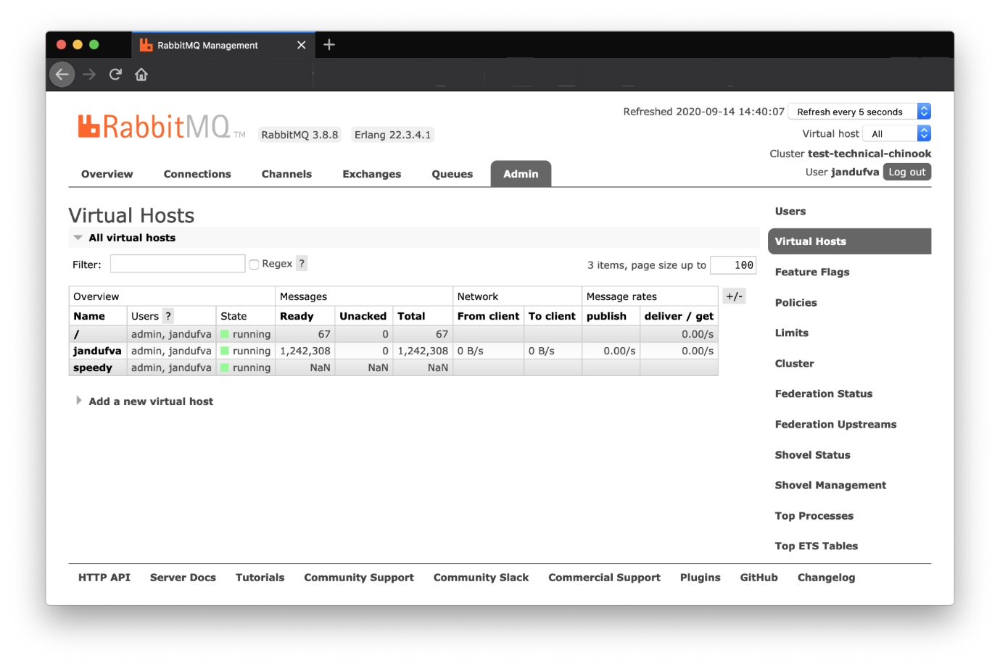 RabbitMQ Management
RabbitMQ TM
RabbitMQ 3.8.8
Erlang 22.3.4.1
Refreshed 2020-09-14 14:40:07 Refresh every 5 seconds
Virtual host All
Cluster test-technical-chinook
User jandufva Log out
Overview Connections Channels Exchanges Queues Admin
Virtual Hosts
All virtual hosts
Filter: Regex ? 3 items, page size up to 100
Overview Messages Network Message rates +/-
Name Users ? State Ready Unacked Total From client To client publish deliver / get
/ admin, jandufva running 67 0 67 0.00/s
jandufva admin, jandufva running 1,242,308 0 1,242,308 0 B/s 0 B/s 0.00/s 0.00/s
speedy admin, jandufva running NaN NaN NaN
Add a new virtual host
Users
Virtual Hosts
Feature Flags
Policies
Limits
Cluster
Federation Status
Federation Upstreams
Shovel Status
Shovel Management
Top Processes
Top ETS Tables
HTTP API Server Docs Tutorials Community Support Community Slack Commercial Support Plugins GitHub Changelog